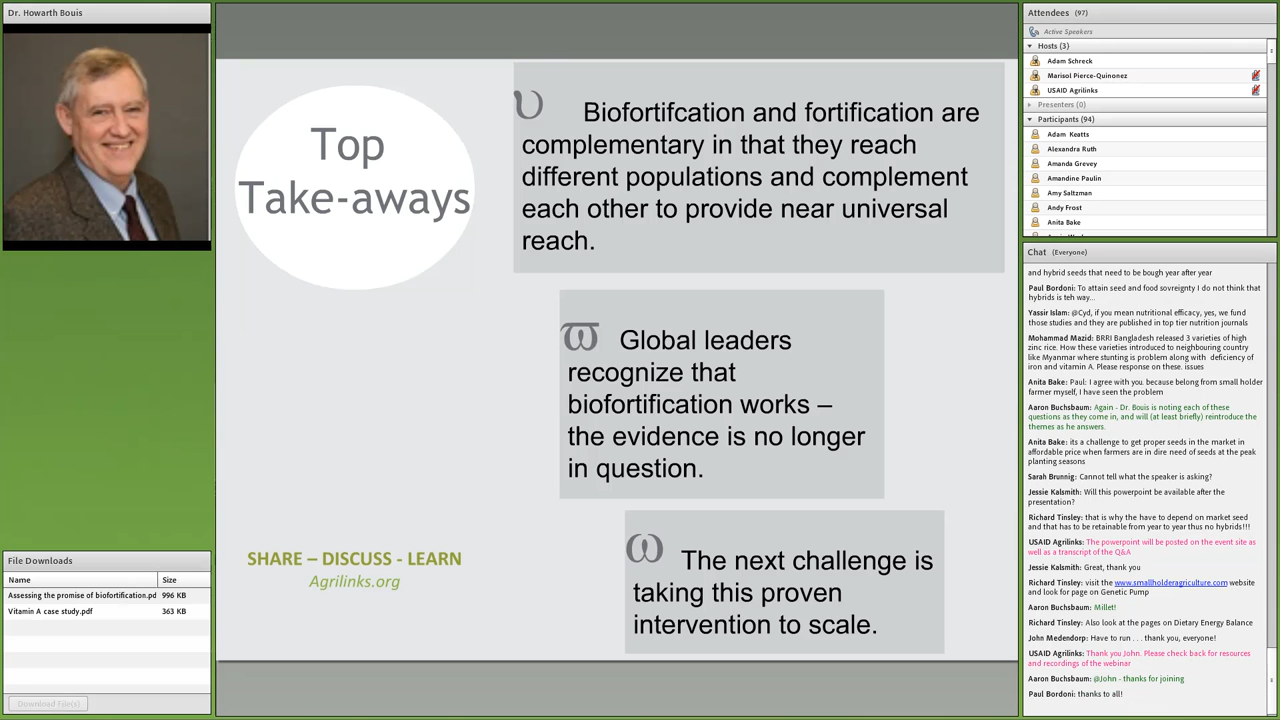 Dr. Howarth Bouis
Top
Take-aways
υ Biofortifcation and fortification are
complementary in that they reach
different populations and complement
each other to provide near universal
reach.
ϖ Global leaders
recognize that
biofortification works –
the evidence is no longer
in question.
ω The next challenge is
taking this proven
intervention to scale.
SHARE – DISCUSS - LEARN
Agrilinks.org
File Downloads
Name Size
Assessing the promise of biofortification.pd 996 KB
Vitamin A case study.pdf 363 KB
Download File(s)
Attendees (97)
Active Speakers
Hosts (3)
Adam Schreck
Marisol Pierce-Quinonez
USAID Agrilinks
Presenters (0)
Participants (94)
Adam Keatts
Alexandra Ruth
Amanda Grevey
Amandine Paulin
Amy Saltzman
Andy Frost
Anita Bake
Chat (Everyone)
and hybrid seeds that need to be bough year after year
Paul Bordoni: To attain seed and food sovreignty I do not think that
hybrids is teh way...
Yassir Islam: @Cyd, if you mean nutritional efficacy, yes, we fund
those studies and they are published in top tier nutrition journals
Mohammad Mazid: BRRI Bangladesh released 3 varieties of high
zinc rice. How these varieties introduced to neighbouring country
like Myanmar where stunting is problem along with deficiency of
iron and vitamin A. Please response on these. issues
Anita Bake: Paul: I agree with you. because belong from small holder
farmer myself, I have seen the problem
Aaron Buchsbaum: Again - Dr. Bouis is noting each of these
questions as they come in, and will (at least briefly) reintroduce the
themes as he answers.
Anita Bake: its a challenge to get proper seeds in the market in
affordable price when farmers are in dire need of seeds at the peak
planting seasons
Sarah Brunnig: Cannot tell what the speaker is asking?
Jessie Kalsmith: Will this powerpoint be available after the
presentation?
Richard Tinsley: that is why the have to depend on market seed
and that has to be retainable from year to year thus no hybrids!!!
USAID Agrilinks: The powerpoint will be posted on the event site as
well as a transcript of the Q&A
Jessie Kalsmith: Great, thank you
Richard Tinsley: visit the www.smallholderagriculture.com website
and look for page on Genetic Pump
Aaron Buchsbaum: Millet!
Richard Tinsley: Also look at the pages on Dietary Energy Balance
John Medendorp: Have to run . . . thank you, everyone!
USAID Agrilinks: Thank you John. Please check back for resources
and recordings of the webinar
Aaron Buchsbaum: @John - thanks for joining
Paul Bordoni: thanks to all!